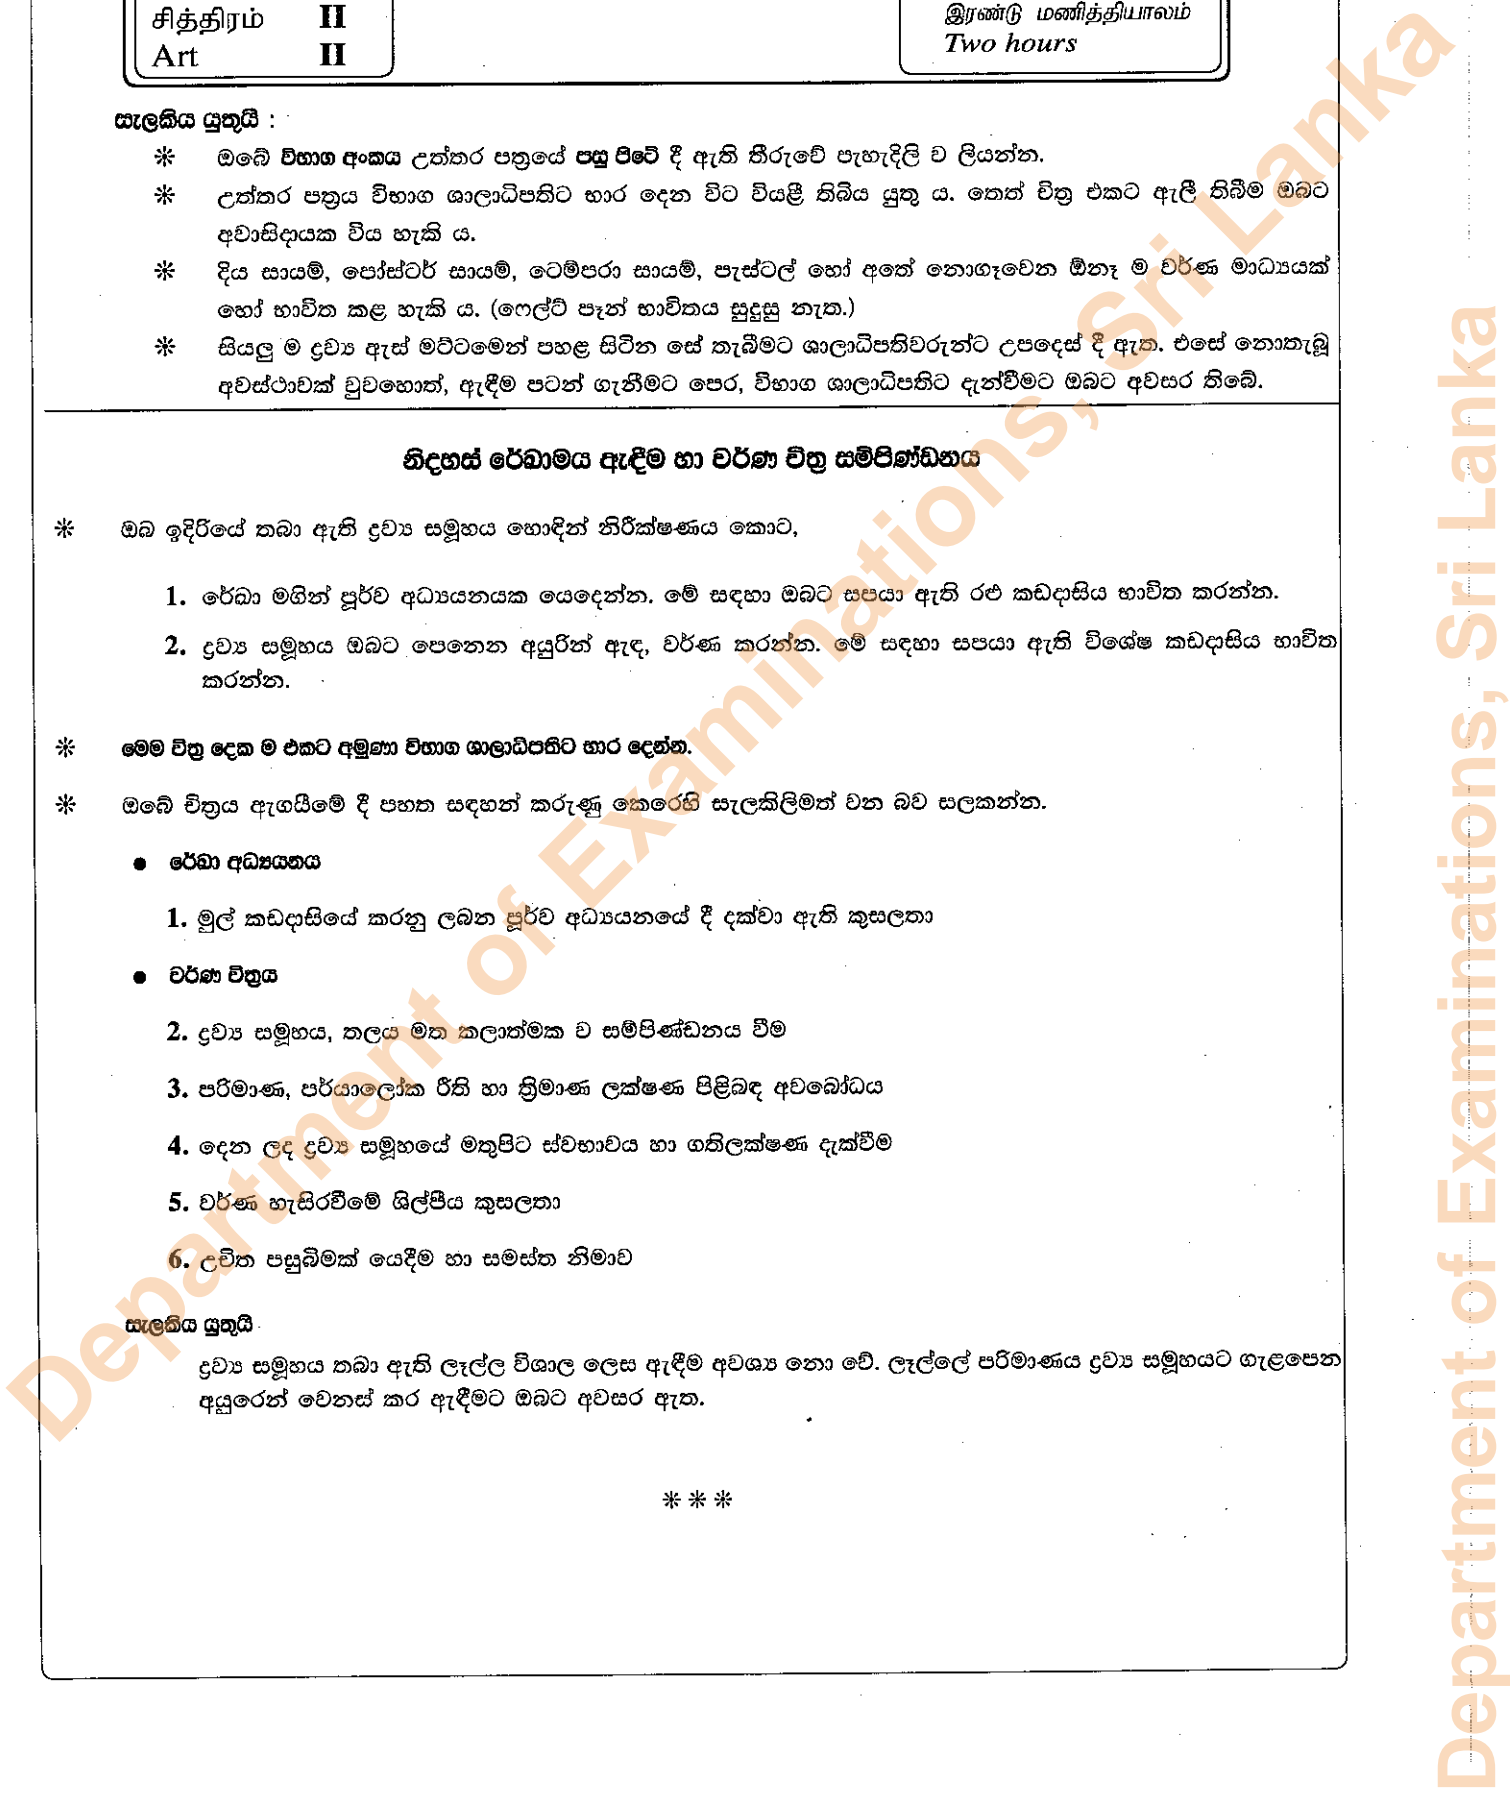 சித்திரம் II
Art II
இரண்டு மணித்தியாலம்
Two hours
සැලකිය යුතුයි :
❊ ඔබේ විභාග අංකය උත්තර පත්‍රයේ පසු පිටේ දී ඇති තීරුවේ පැහැදිලි ව ලියන්න.
❊ උත්තර පත්‍රය විභාග ශාලාධිපතිට භාර දෙන විට වියළී තිබිය යුතු ය. තෙත් චිත්‍ර එකට ඇලී තිබීම ඔබට
අවාසිදායක විය හැකි ය.
❊ දිය සායම්, පෝස්ටර් සායම්, ටෙම්පරා සායම්, පැස්ටල් හෝ අතේ නොගෑවෙන ඕනෑ ම වර්ණ මාධ්‍යයක්
හෝ භාවිත කළ හැකි ය. (ෆෙල්ට් පෑන් භාවිතය සුදුසු නැත.)
❊ සියලු ම ද්‍රව්‍ය ඇස් මට්ටමෙන් පහළ සිටින සේ තැබීමට ශාලාධිපතිවරුන්ට උපදෙස් දී ඇත. එසේ නොතැබූ
අවස්ථාවක් වුවහොත්, ඇඳීම පටන් ගැනීමට පෙර, විභාග ශාලාධිපතිට දැන්වීමට ඔබට අවසර තිබේ.
නිදහස් රේඛාමය ඇඳීම හා වර්ණ චිත්‍ර සම්පිණ්ඩනය
❊ ඔබ ඉදිරියේ තබා ඇති ද්‍රව්‍ය සමූහය හොඳින් නිරීක්ෂණය කොට,
1. රේඛා මගින් පූර්ව අධ්‍යයනයක යෙදෙන්න. මේ සඳහා ඔබට සපයා ඇති රළු කඩදාසිය භාවිත කරන්න.
2. ද්‍රව්‍ය සමූහය ඔබට පෙනෙන අයුරින් ඇඳ, වර්ණ කරන්න. මේ සඳහා සපයා ඇති විශේෂ කඩදාසිය භාවිත
කරන්න.
❊ මෙම චිත්‍ර දෙක ම එකට අමුණා විභාග ශාලාධිපතිට භාර දෙන්න.
❊ ඔබේ චිත්‍රය ඇගයීමේ දී පහත සඳහන් කරුණු කෙරෙහි සැලකිලිමත් වන බව සලකන්න.
● රේඛා අධ්‍යයනය
1. මුල් කඩදාසියේ කරනු ලබන පූර්ව අධ්‍යයනයේ දී දක්වා ඇති කුසලතා
● වර්ණ චිත්‍රය
2. ද්‍රව්‍ය සමූහය, තලය මත කලාත්මක ව සම්පිණ්ඩනය වීම
3. පරිමාණ, පර්යාලෝක රීති හා ත්‍රිමාණ ලක්ෂණ පිළිබඳ අවබෝධය
4. දෙන ලද ද්‍රව්‍ය සමූහයේ මතුපිට ස්වභාවය හා ගතිලක්ෂණ දැක්වීම
5. වර්ණ හැසිරවීමේ ශිල්පීය කුසලතා
6. උචිත පසුබිමක් යෙදීම හා සමස්ත නිමාව
සැලකිය යුතුයි
ද්‍රව්‍ය සමූහය තබා ඇති ලෑල්ල විශාල ලෙස ඇඳීම අවශ්‍ය නො වේ. ලෑල්ලේ පරිමාණය ද්‍රව්‍ය සමූහයට ගැළපෙන
අයුරෙන් වෙනස් කර ඇඳීමට ඔබට අවසර ඇත.
❊❊❊
Department of Examinations, Sri Lanka
Department of Examinations, Sri Lanka